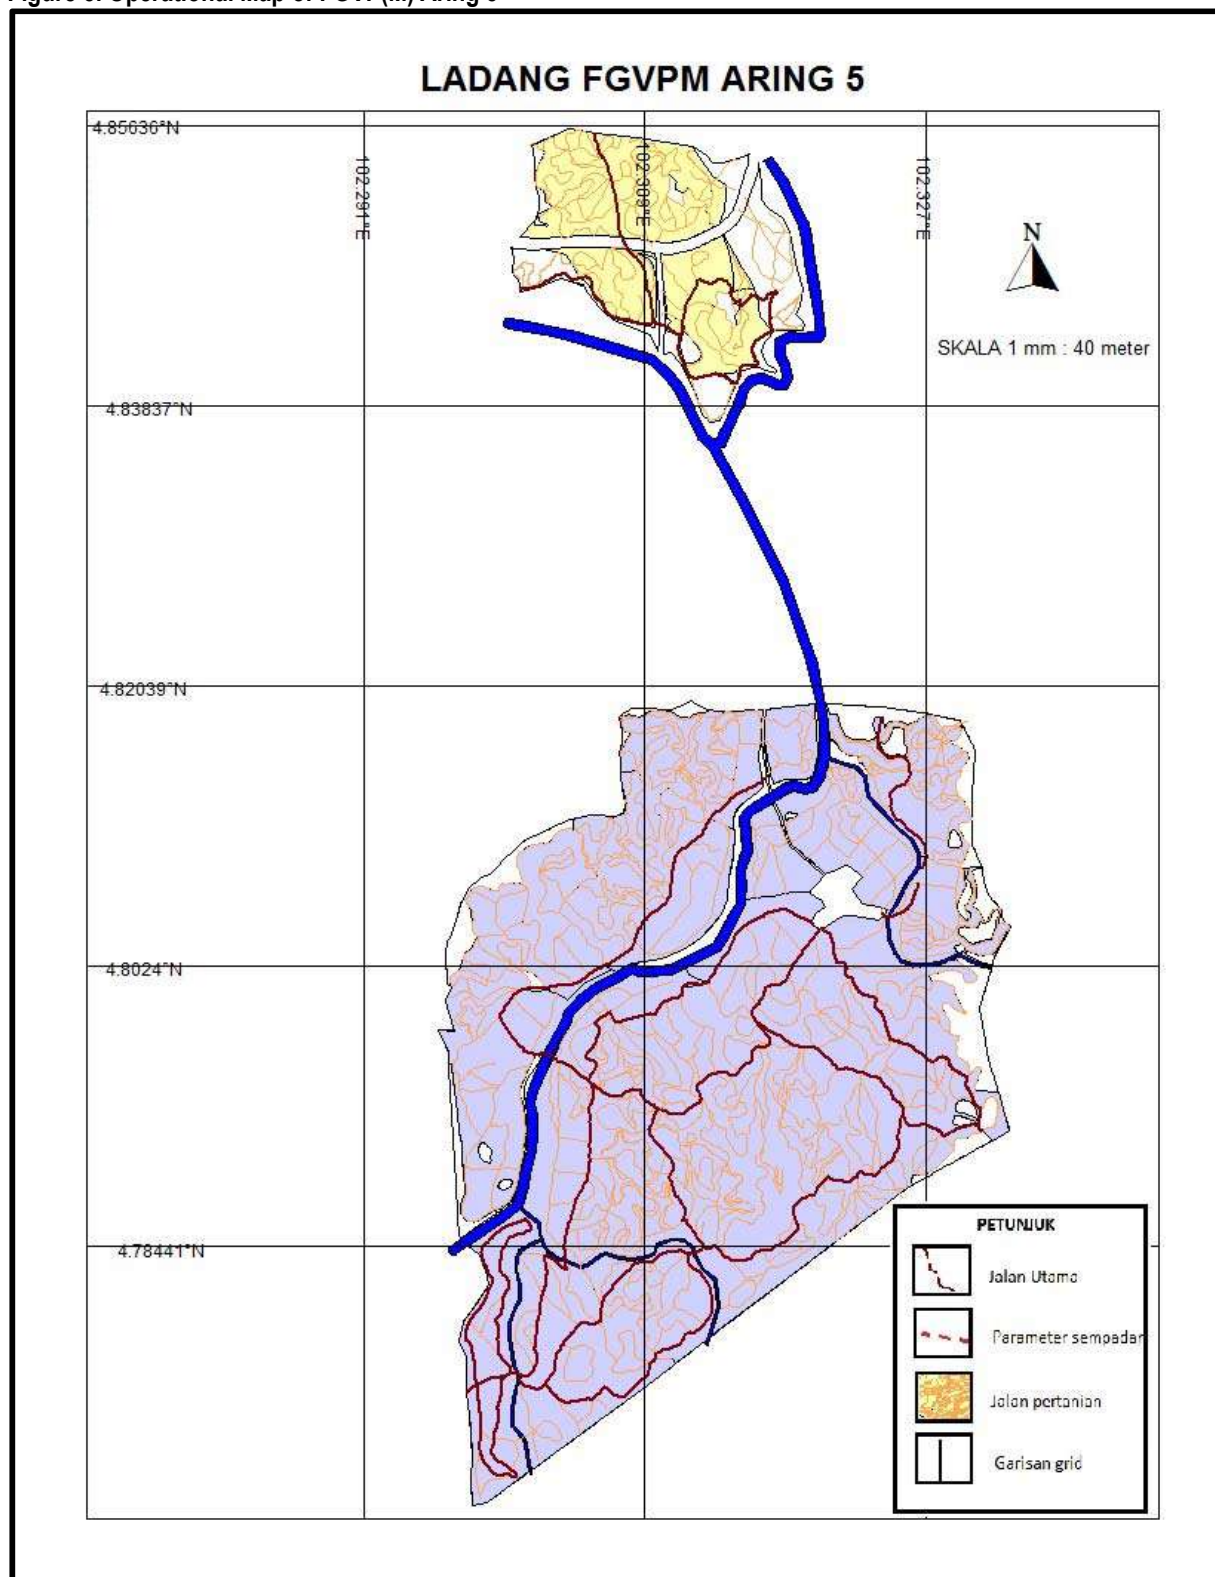 LADANG FGVPM ARING 5
4.85636°N
102.291°E
102.309°E
102.327°E
N
SKALA 1 mm : 40 meter
4.83837°N
4.82039°N
4.8024°N
4.78441°N
PETUNJUK
Jalan Utama
Parameter sempadan
Jalan pertanian
Garisan grid